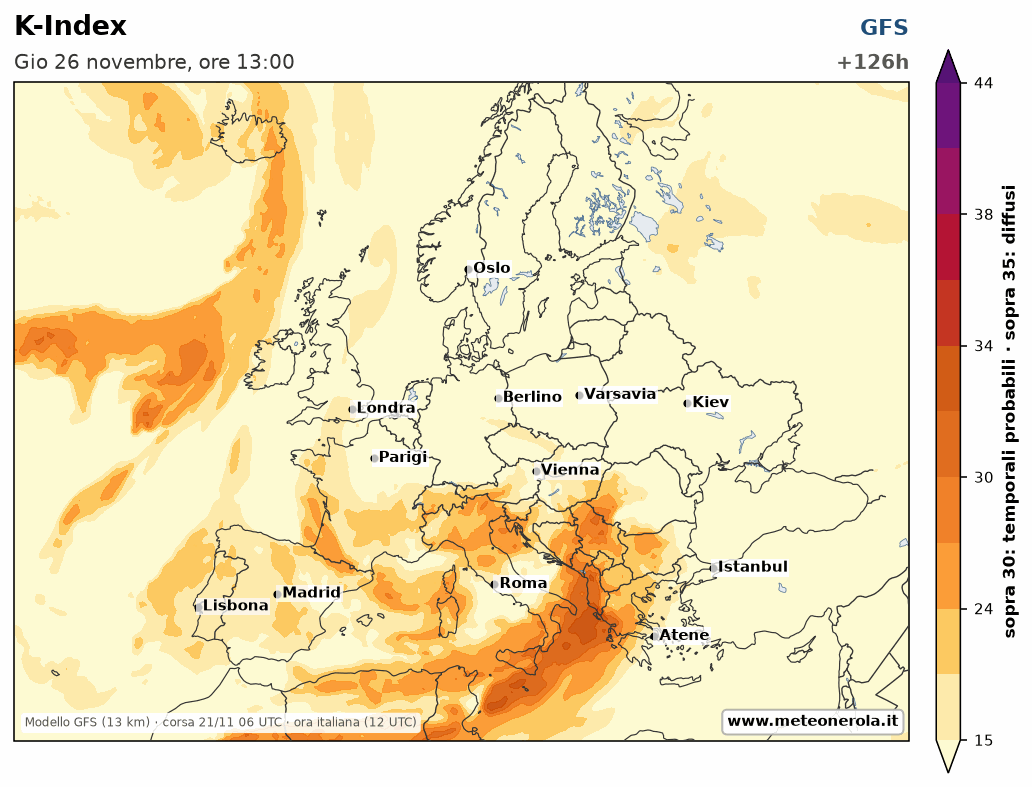 K-Index
GFS
Gio 26 novembre, ore 13:00
+126h
44
38
34
30
24
15
sopra 30: temporali probabili · sopra 35: diffusi
Oslo
Londra
Berlino
Varsavia
Kiev
Parigi
Vienna
Istanbul
Roma
Madrid
Lisbona
Atene
Modello GFS (13 km) · corsa 21/11 06 UTC · ora italiana (12 UTC)
www.meteonerola.it